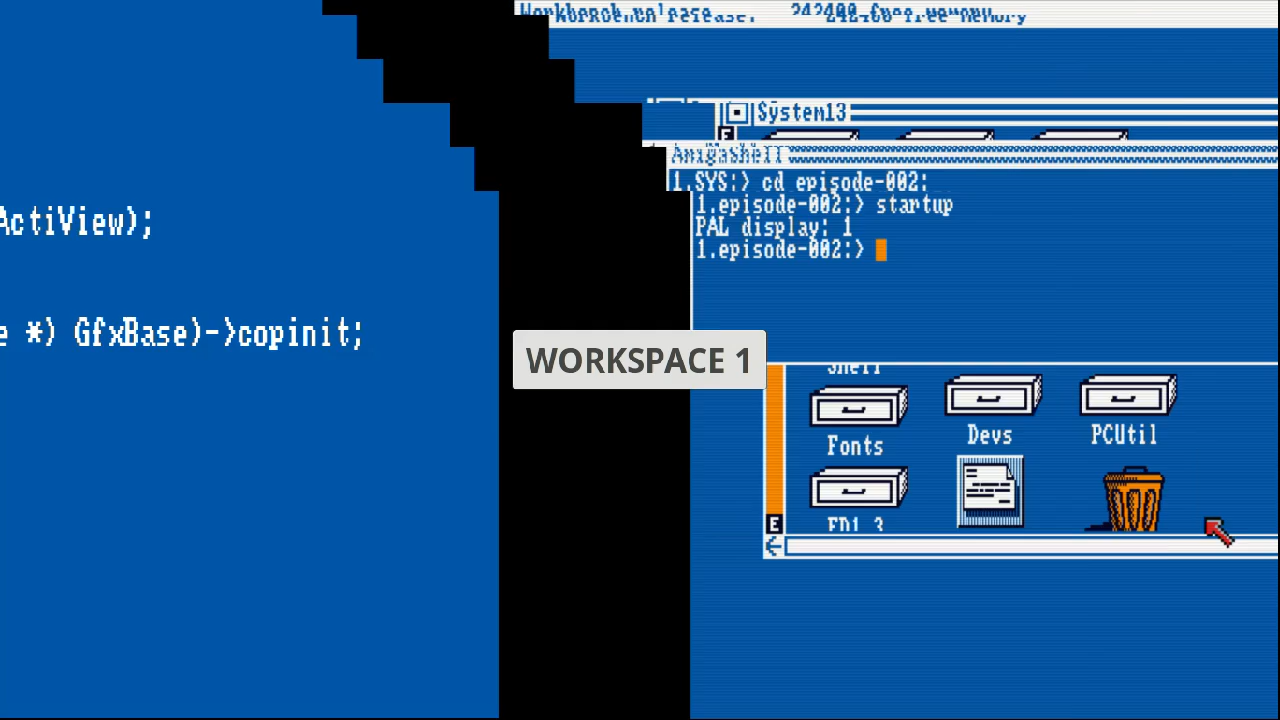 ActiView);
e *) GfxBase)->copinit;
System13
AmigaShell
1.SYS:> cd episode-002:
1.episode-002:> startup
PAL display: 1
1.episode-002:>
WORKSPACE 1
Shell
Devs
PCUtil
Fonts
E